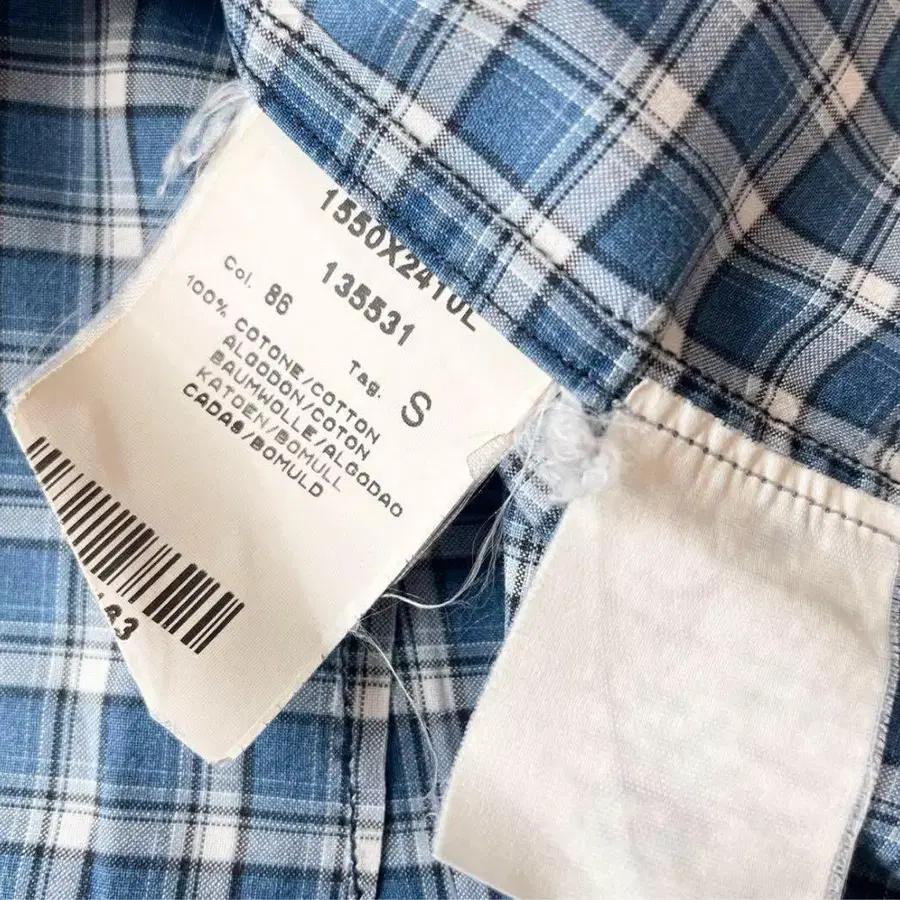 1550X2410L
135531
Col. 86 Tag. S
100% COTONE/COTTON
ALGODON/COTON
BAUMWOLLE/ALGODAO
KATOEN/BOMULL
CADAS/BOMULD